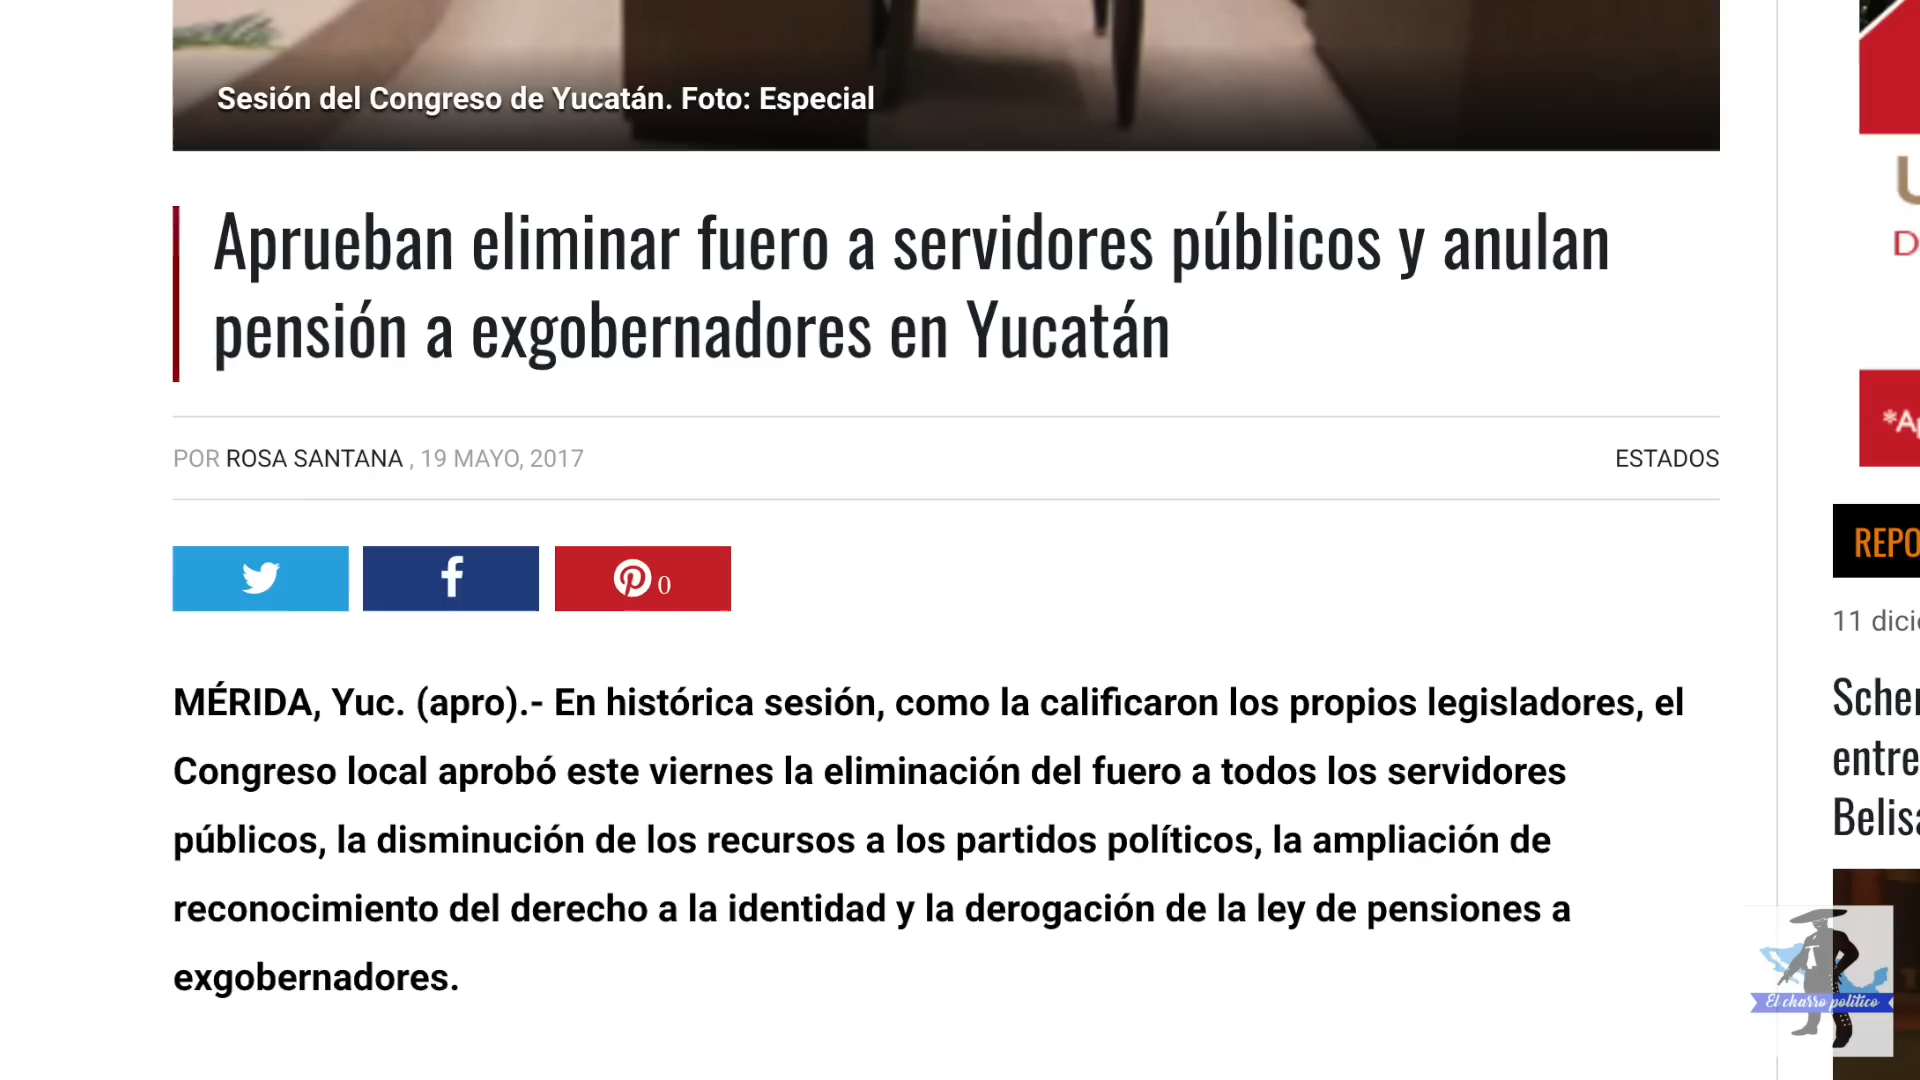 Sesión del Congreso de Yucatán. Foto: Especial
Aprueban eliminar fuero a servidores públicos y anulan
pensión a exgobernadores en Yucatán
POR ROSA SANTANA , 19 MAYO, 2017
ESTADOS
0
MÉRIDA, Yuc. (apro).- En histórica sesión, como la calificaron los propios legisladores, el
Congreso local aprobó este viernes la eliminación del fuero a todos los servidores
públicos, la disminución de los recursos a los partidos políticos, la ampliación de
reconocimiento del derecho a la identidad y la derogación de la ley de pensiones a
exgobernadores.
11
El charro político